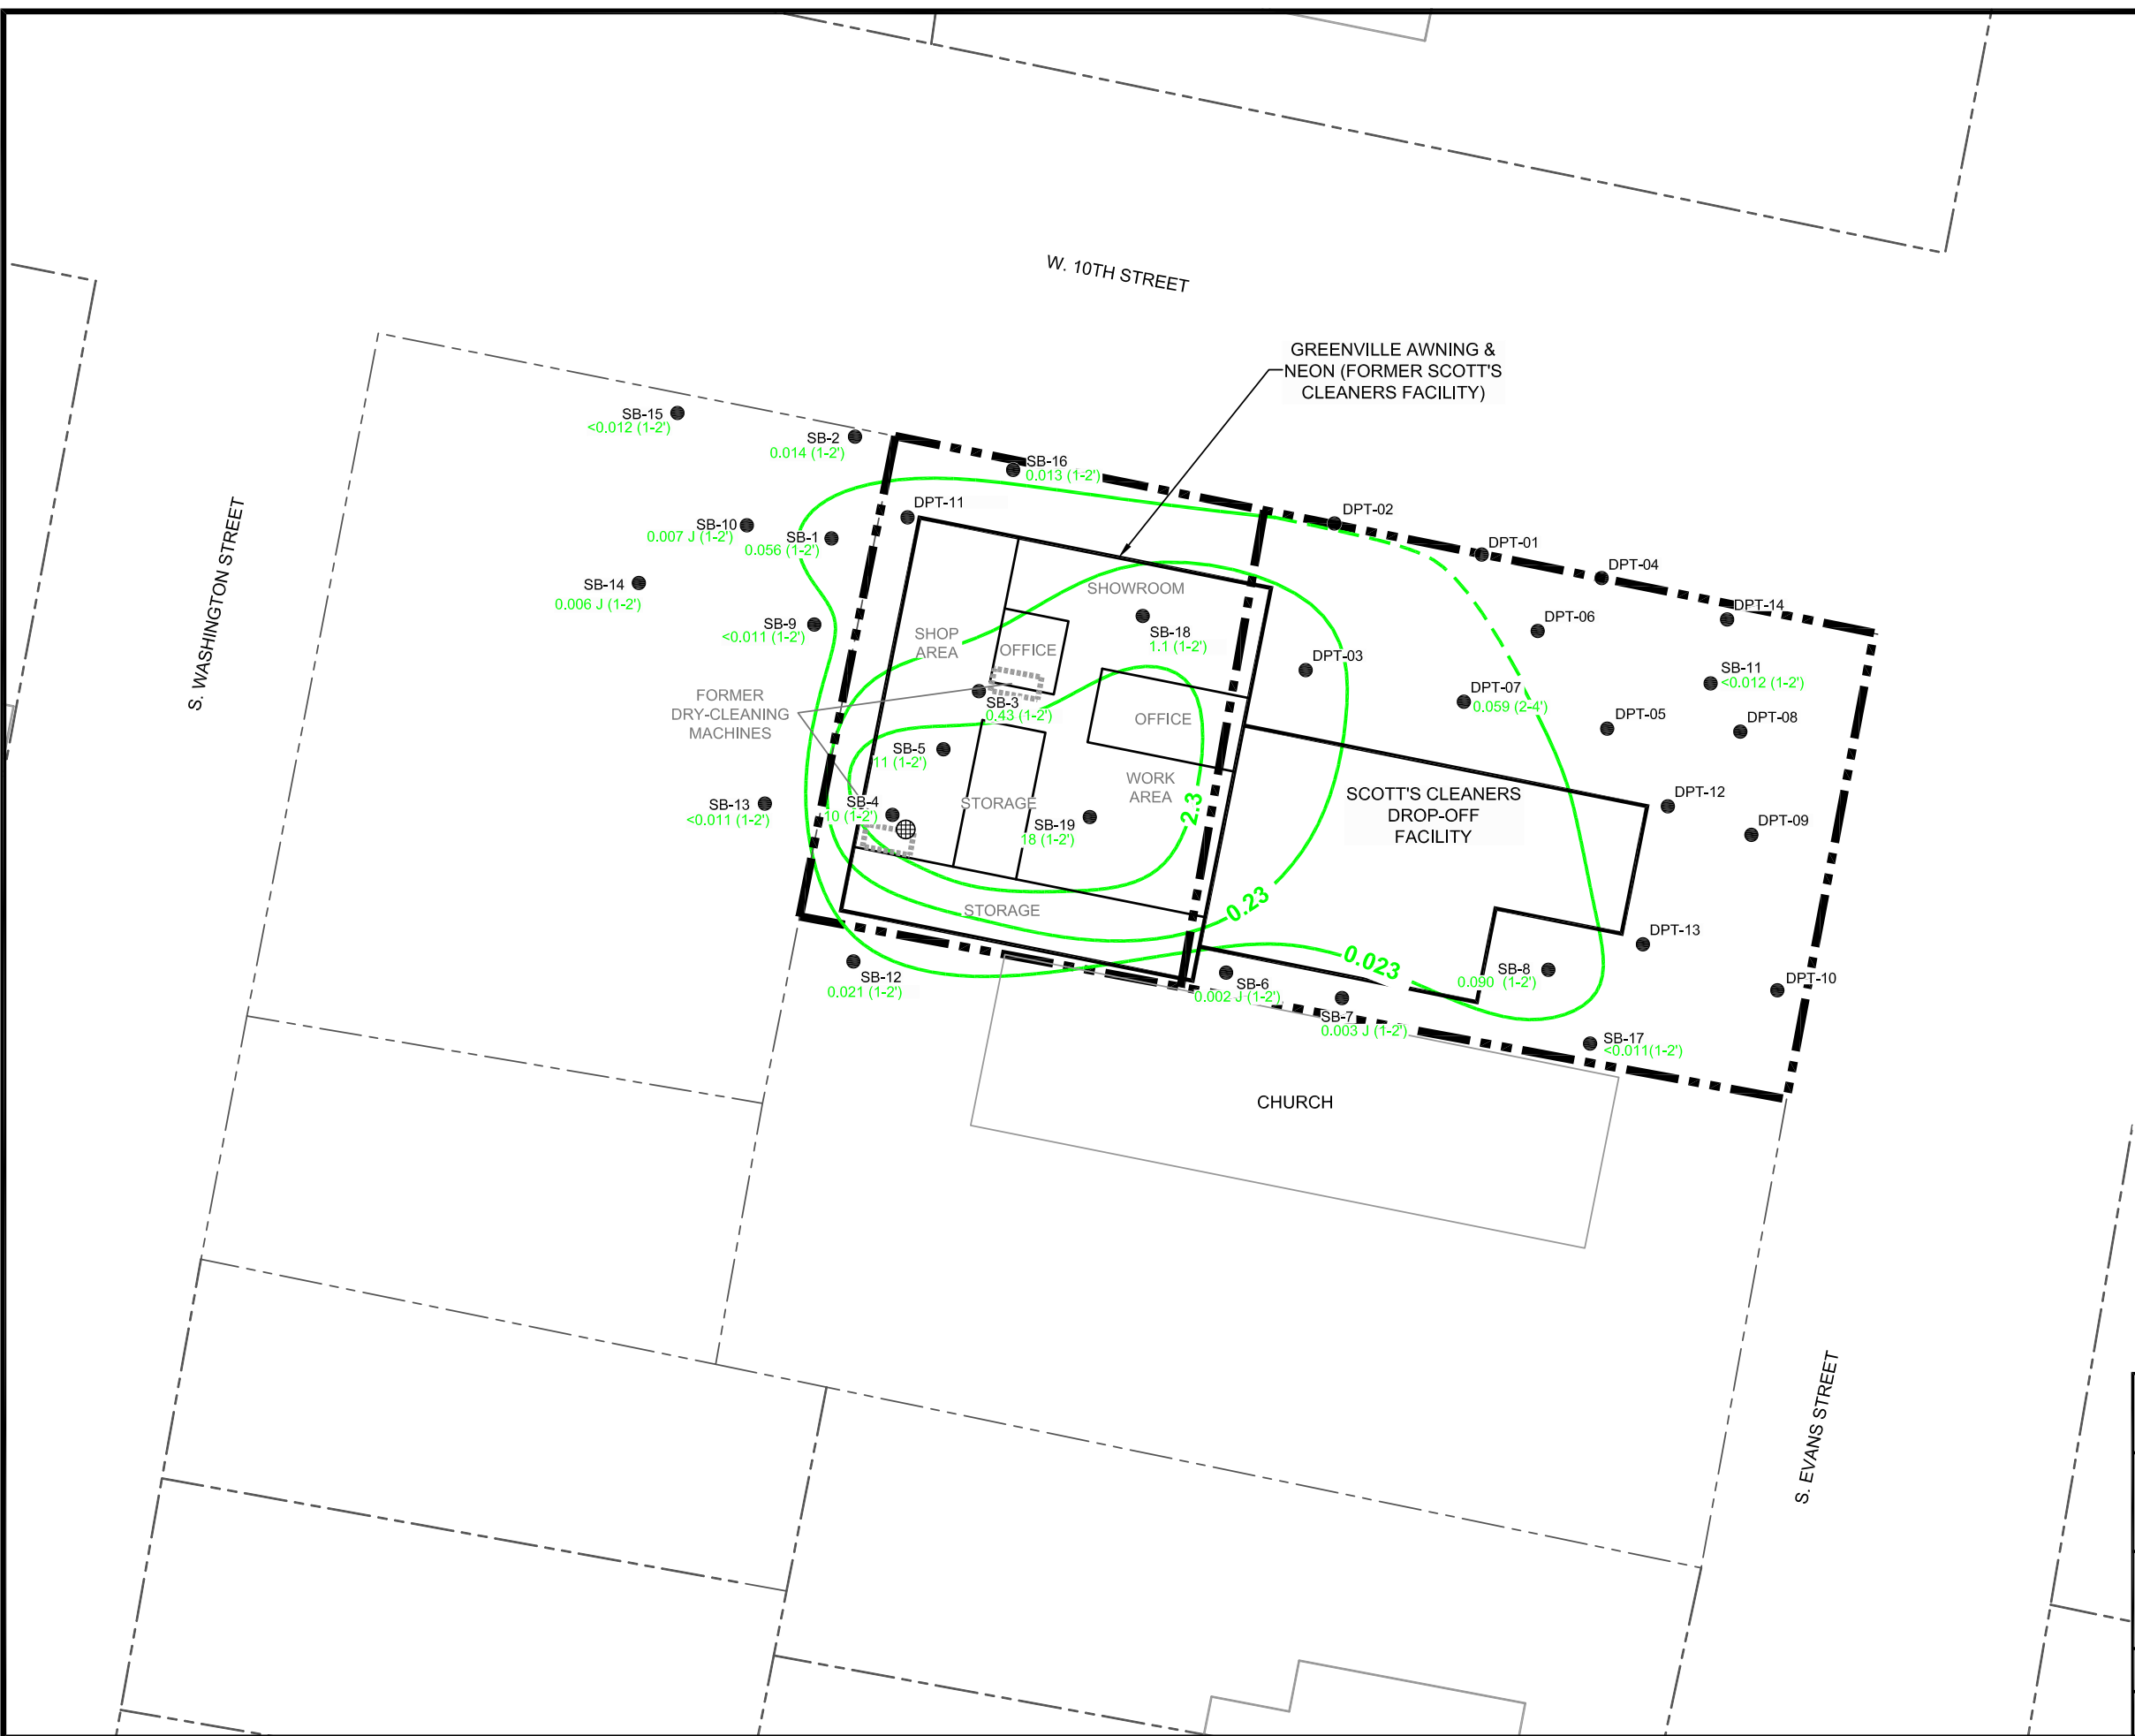 W. 10TH STREET
GREENVILLE AWNING &
NEON (FORMER SCOTT'S
CLEANERS FACILITY)
SB-15
<0.012 (1-2')
SB-2
0.014 (1-2')
SB-16
0.013 (1-2')
S. WASHINGTON STREET
SB-10
0.007 J (1-2')
SB-1
0.056 (1-2')
DPT-11
DPT-02
DPT-01
DPT-04
DPT-14
SB-14
0.006 J (1-2')
SB-9
<0.011 (1-2')
SHOWROOM
SHOP
AREA
OFFICE
SB-18
1.1 (1-2')
DPT-06
DPT-03
SB-11
<0.012 (1-2')
FORMER
DRY-CLEANING
MACHINES
SB-3
0.43 (1-2')
OFFICE
DPT-07
0.059 (2-4')
DPT-05
DPT-08
SB-5
11 (1-2')
WORK
AREA
2.3
SCOTT'S CLEANERS
DROP-OFF
FACILITY
DPT-12
DPT-09
SB-13
<0.011 (1-2')
SB-4
10 (1-2')
STORAGE
SB-19
18 (1-2')
STORAGE
0.23
0.023
DPT-13
SB-12
0.021 (1-2')
SB-6
0.002 J (1-2')
SB-7
0.003 J (1-2')
SB-8
0.090 (1-2')
DPT-10
SB-17
<0.011(1-2')
CHURCH
S. EVANS STREET